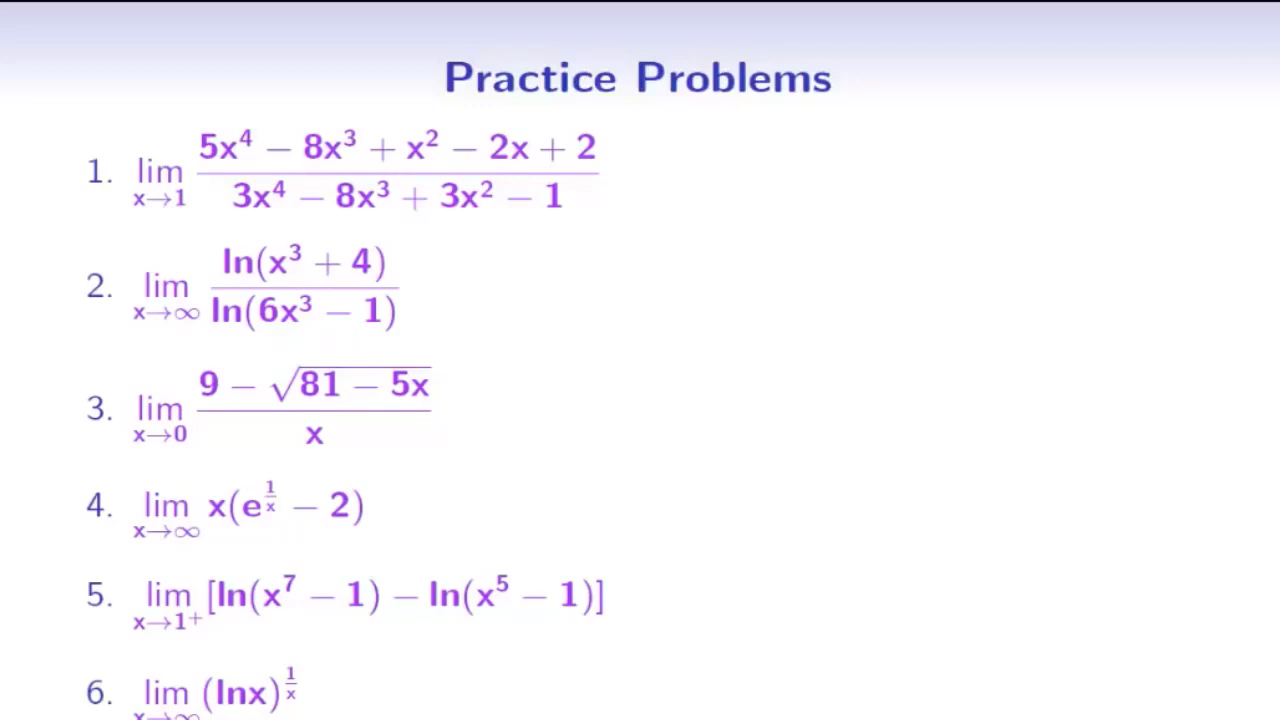 Practice Problems
1. lim x→1 (5x⁴ − 8x³ + x² − 2x + 2) / (3x⁴ − 8x³ + 3x² − 1)
2. lim x→∞ ln(x³ + 4) / ln(6x³ − 1)
3. lim x→0 (9 − √(81 − 5x)) / x
4. lim x→∞ x(e^(1/x) − 2)
5. lim x→1⁺ [ln(x⁷ − 1) − ln(x⁵ − 1)]
6. lim x→∞ (lnx)^(1/x)